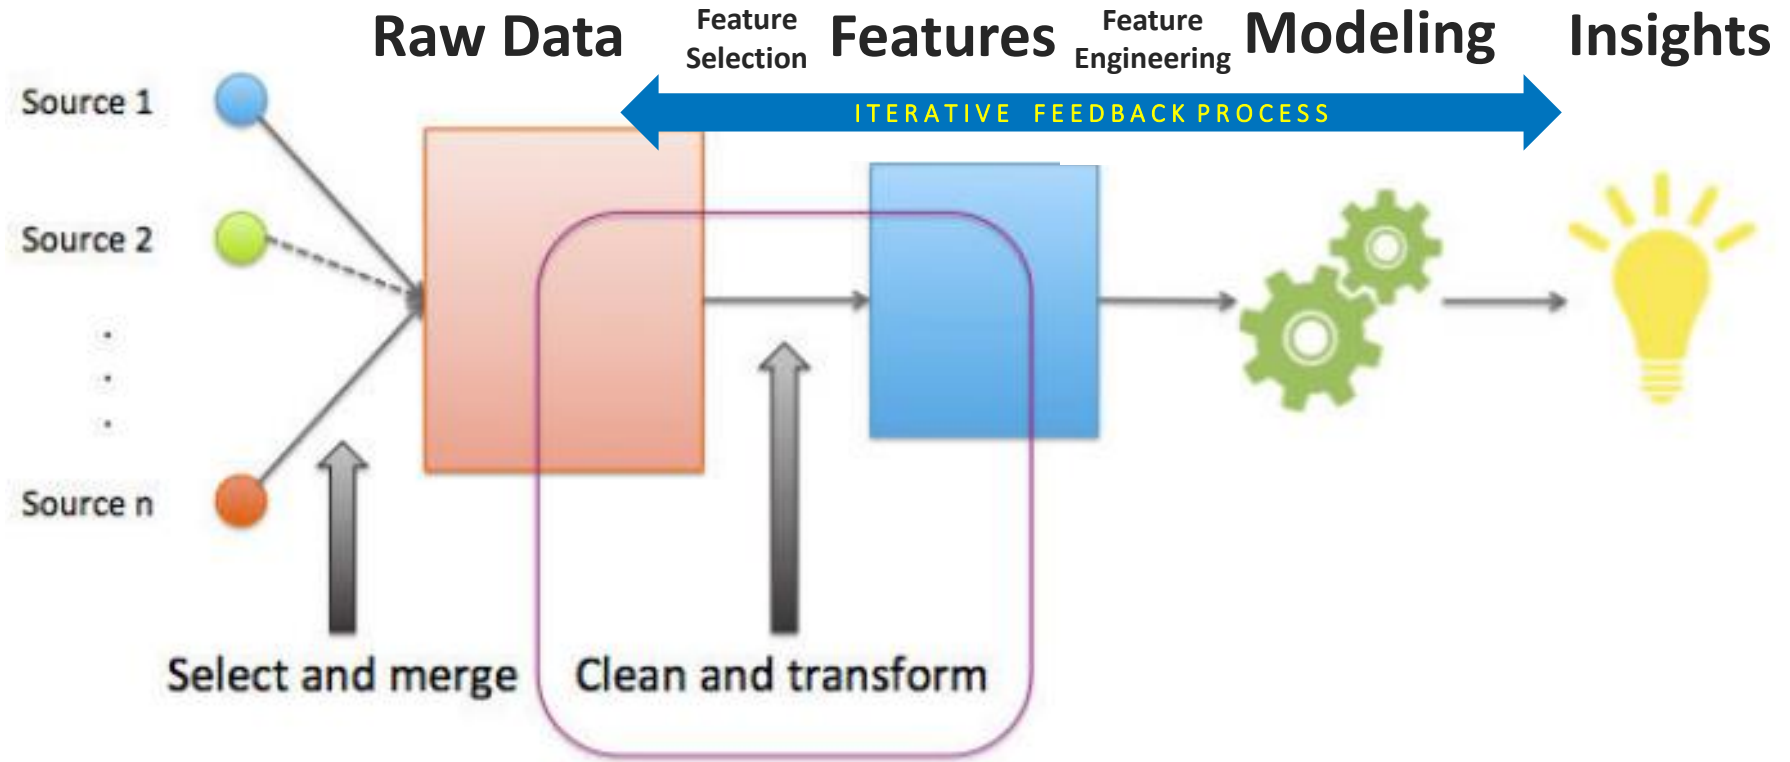 Raw Data
Feature
Selection
Features
Feature
Engineering
Modeling
Insights
ITERATIVE FEEDBACK PROCESS
Source 1
Source 2
.
.
.
Source n
Select and merge
Clean and transform